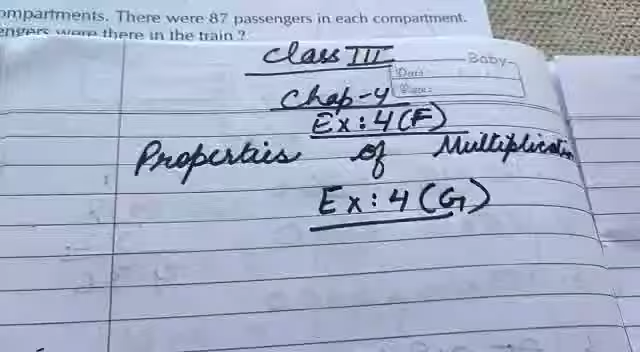 ompartments. There were 87 passengers in each compartment.
engers were there in the train ?
Class III
Baby
Date:
Chap-4
Ex: 4(F)
Properties of Multiplication
Ex: 4 (G)